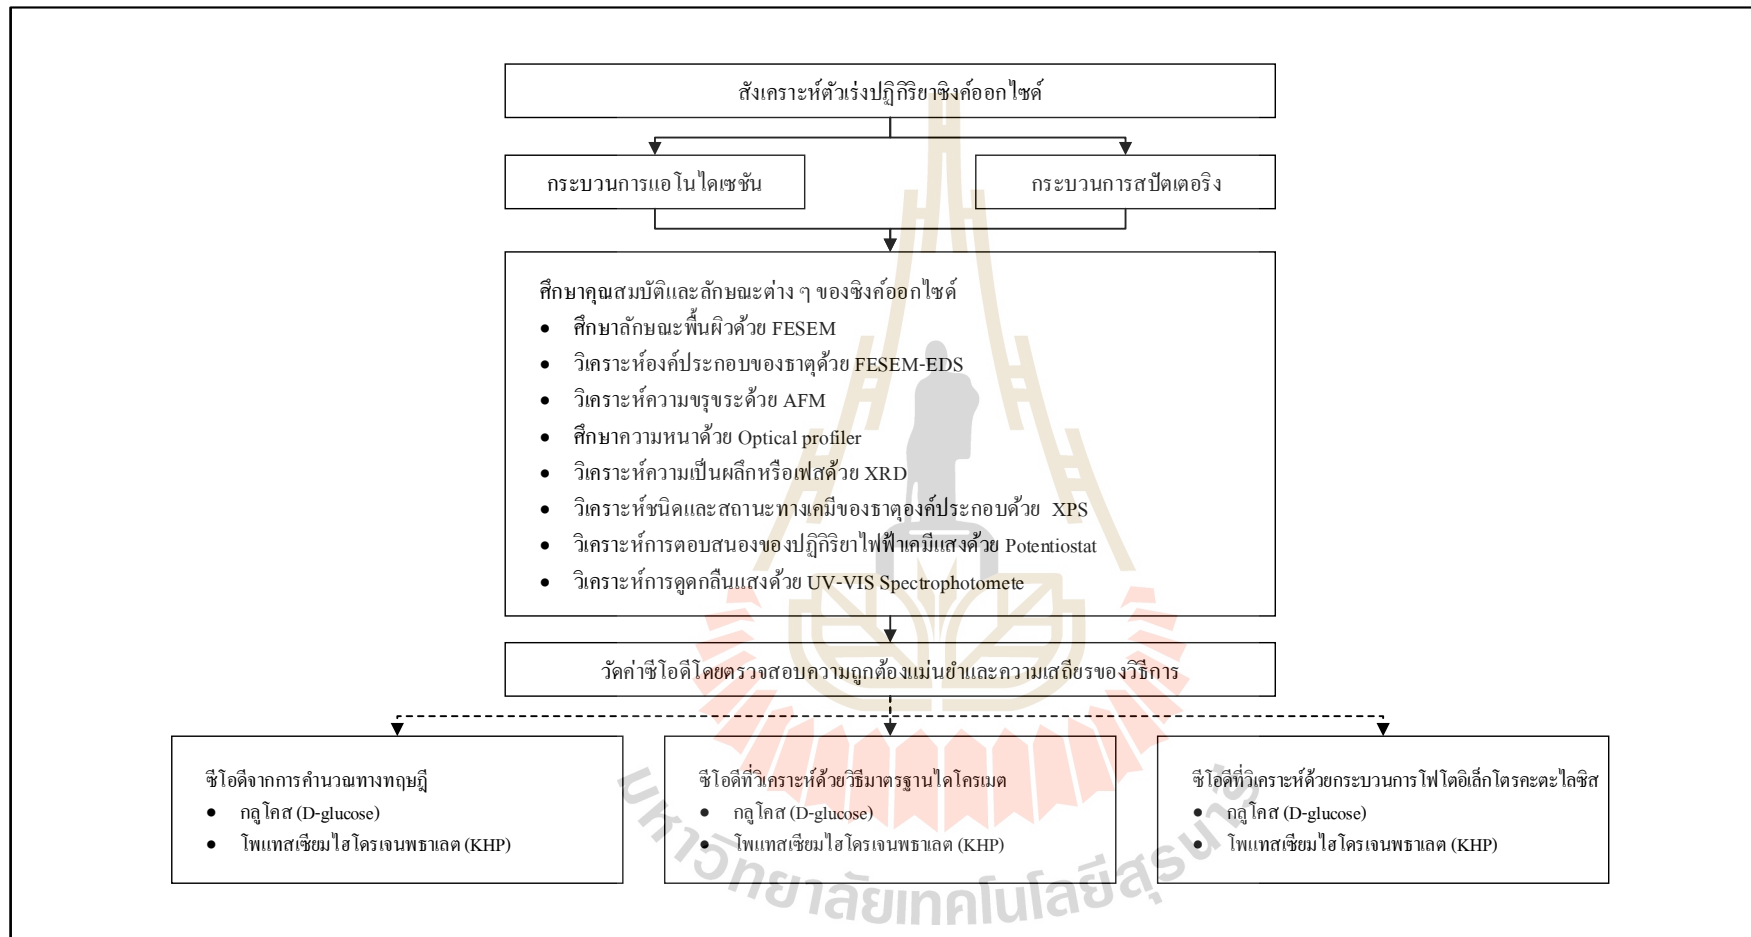 สังเคราะห์ตัวเร่งปฏิกิริยาซิงค์ออกไซด์
กระบวนการแอโนไดเซชัน
กระบวนการสปัตเตอริง
ศึกษาคุณสมบัติและลักษณะต่าง ๆ ของซิงค์ออกไซด์
• ศึกษาลักษณะพื้นผิวด้วย FESEM
• วิเคราะห์องค์ประกอบของธาตุด้วย FESEM-EDS
• วิเคราะห์ความขรุขระด้วย AFM
• ศึกษาความหนาด้วย Optical profiler
• วิเคราะห์ความเป็นผลึกหรือเฟสด้วย XRD
• วิเคราะห์ชนิดและสถานะทางเคมีของธาตุองค์ประกอบด้วย XPS
• วิเคราะห์การตอบสนองของปฏิกิริยาไฟฟ้าเคมีแสงด้วย Potentiostat
• วิเคราะห์การดูดกลืนแสงด้วย UV-VIS Spectrophotomete
วัดค่าซีโอดีโดยตรวจสอบความถูกต้องแม่นยำและความเสถียรของวิธีการ
ซีโอดีจากการคำนวณทางทฤษฎี
• กลูโคส (D-glucose)
• โพแทสเซียมไฮโดรเจนพธาเลต (KHP)
ซีโอดีที่วิเคราะห์ด้วยวิธีมาตรฐานไดโครเมต
• กลูโคส (D-glucose)
• โพแทสเซียมไฮโดรเจนพธาเลต (KHP)
ซีโอดีที่วิเคราะห์ด้วยกระบวนการโฟโตอิเล็กโตรคะตะไลซิส
• กลูโคส (D-glucose)
• โพแทสเซียมไฮโดรเจนพธาเลต (KHP)
มหาวิทยาลัยเทคโนโลยีสุรนารี